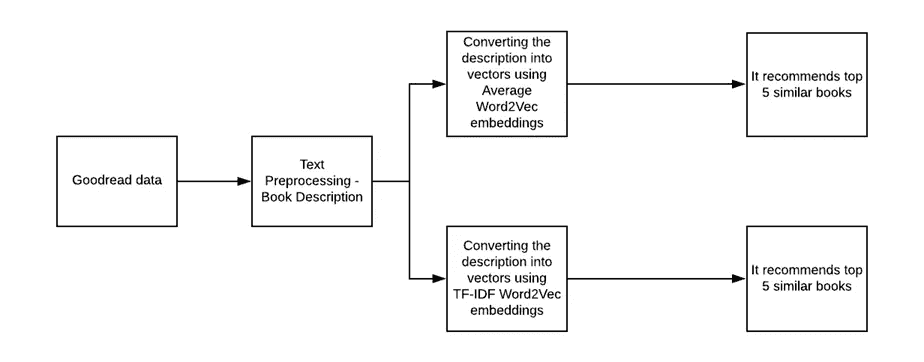 Goodread data
Text
Preprocessing -
Book Description
Converting the
description into
vectors using
Average
Word2Vec
embeddings
It recommends top
5 similar books
Converting the
description into
vectors using
TF-IDF Word2Vec
embeddings
It recommends top
5 similar books